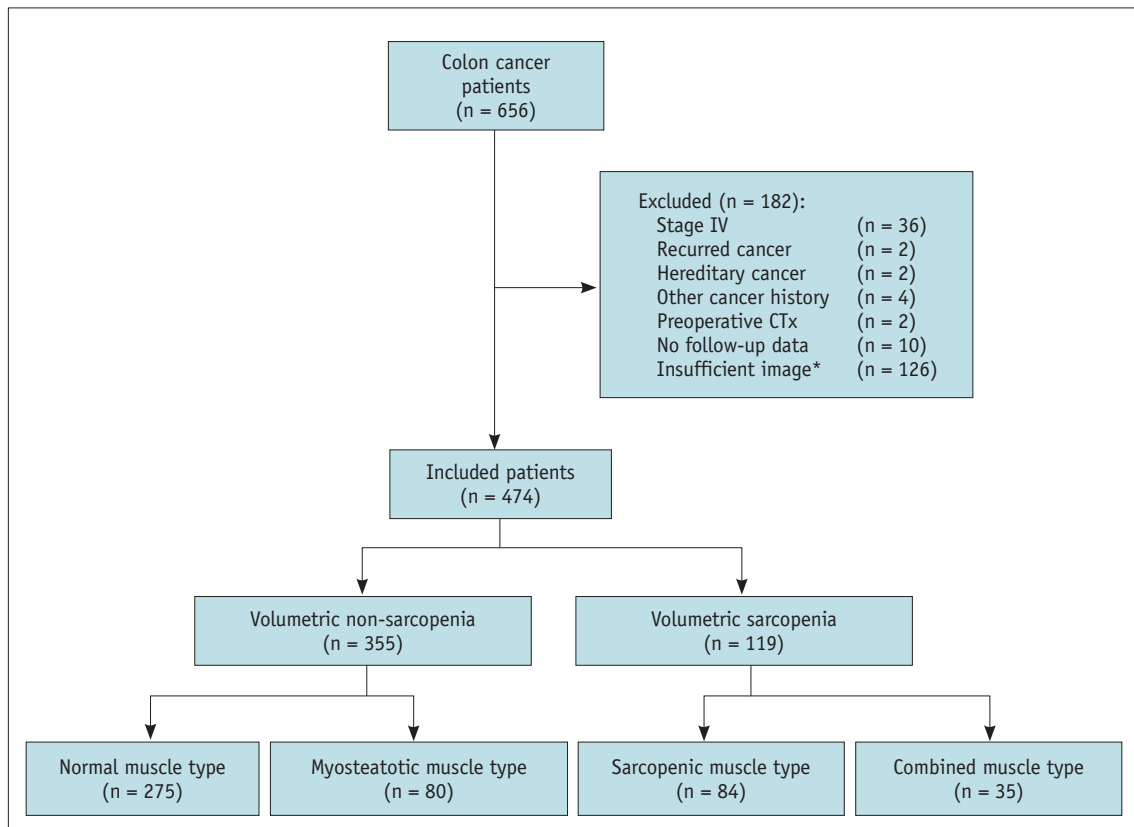 Colon cancer
patients
(n = 656)
Excluded (n = 182):
Stage IV (n = 36)
Recurred cancer (n = 2)
Hereditary cancer (n = 2)
Other cancer history (n = 4)
Preoperative CTx (n = 2)
No follow-up data (n = 10)
Insufficient image* (n = 126)
Included patients
(n = 474)
Volumetric non-sarcopenia
(n = 355)
Volumetric sarcopenia
(n = 119)
Normal muscle type
(n = 275)
Myosteatotic muscle type
(n = 80)
Sarcopenic muscle type
(n = 84)
Combined muscle type
(n = 35)